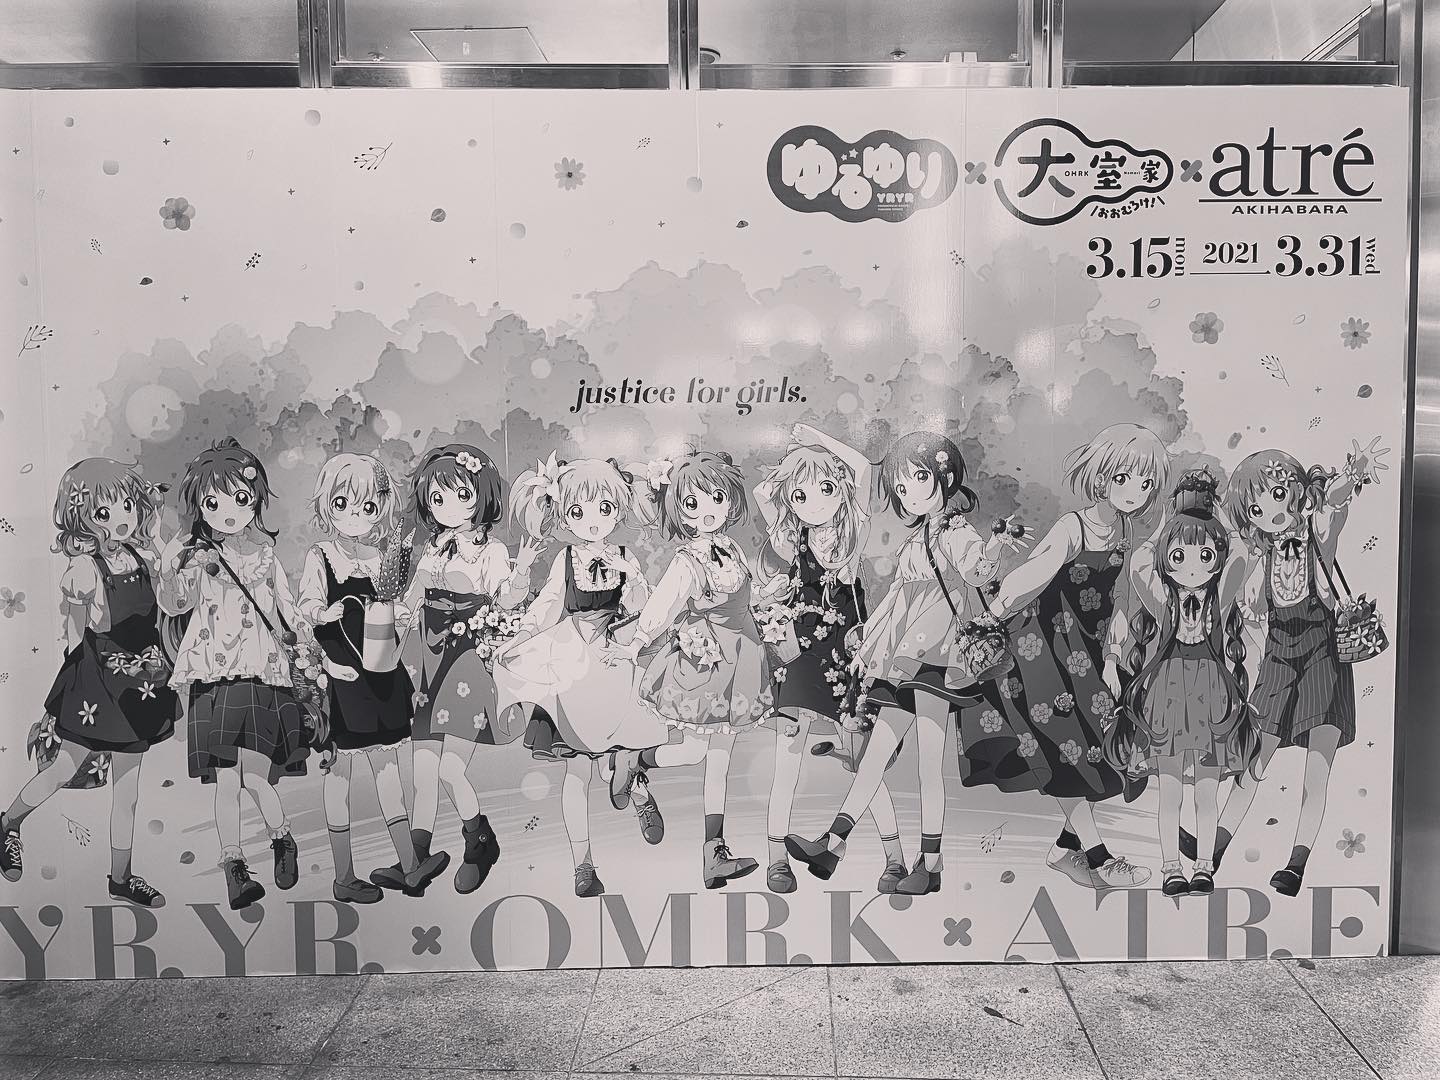 ゆるゆり × 大室家 × atré
YRYR
OMRK
Namori
\おおむろけ!/
AKIHABARA
3.15 mon 2021 3.31 wed
justice for girls.
YRYR × OMRK × ATRE